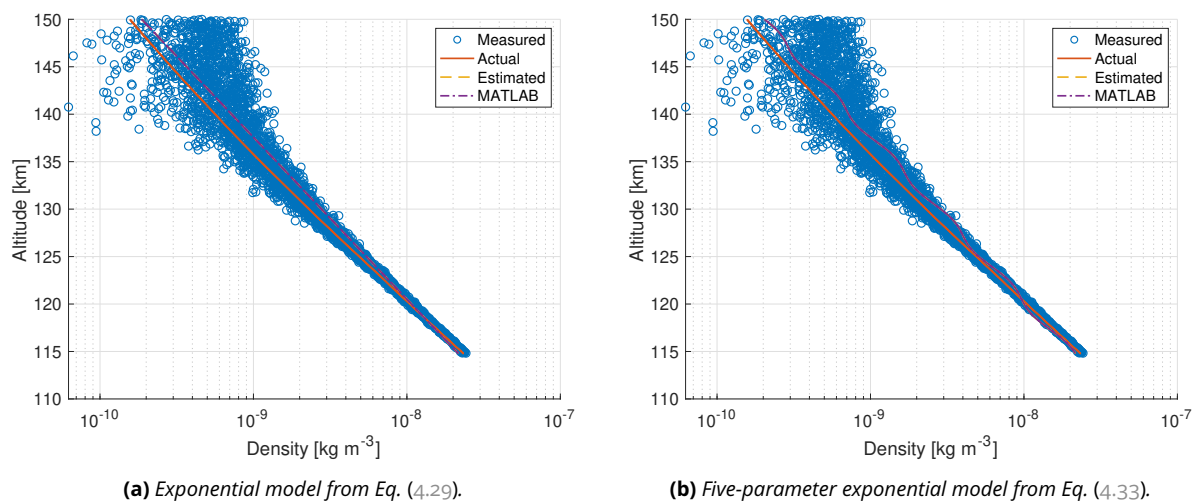 150
145
140
135
130
125
120
115
110
Altitude [km]
Measured
Actual
Estimated
MATLAB
10⁻¹⁰
10⁻⁹
10⁻⁸
10⁻⁷
Density [kg m⁻³]
(a) Exponential model from Eq. (4.29).
150
145
140
135
130
125
120
115
110
Altitude [km]
Measured
Actual
Estimated
MATLAB
10⁻¹⁰
10⁻⁹
10⁻⁸
10⁻⁷
Density [kg m⁻³]
(b) Five-parameter exponential model from Eq. (4.33).